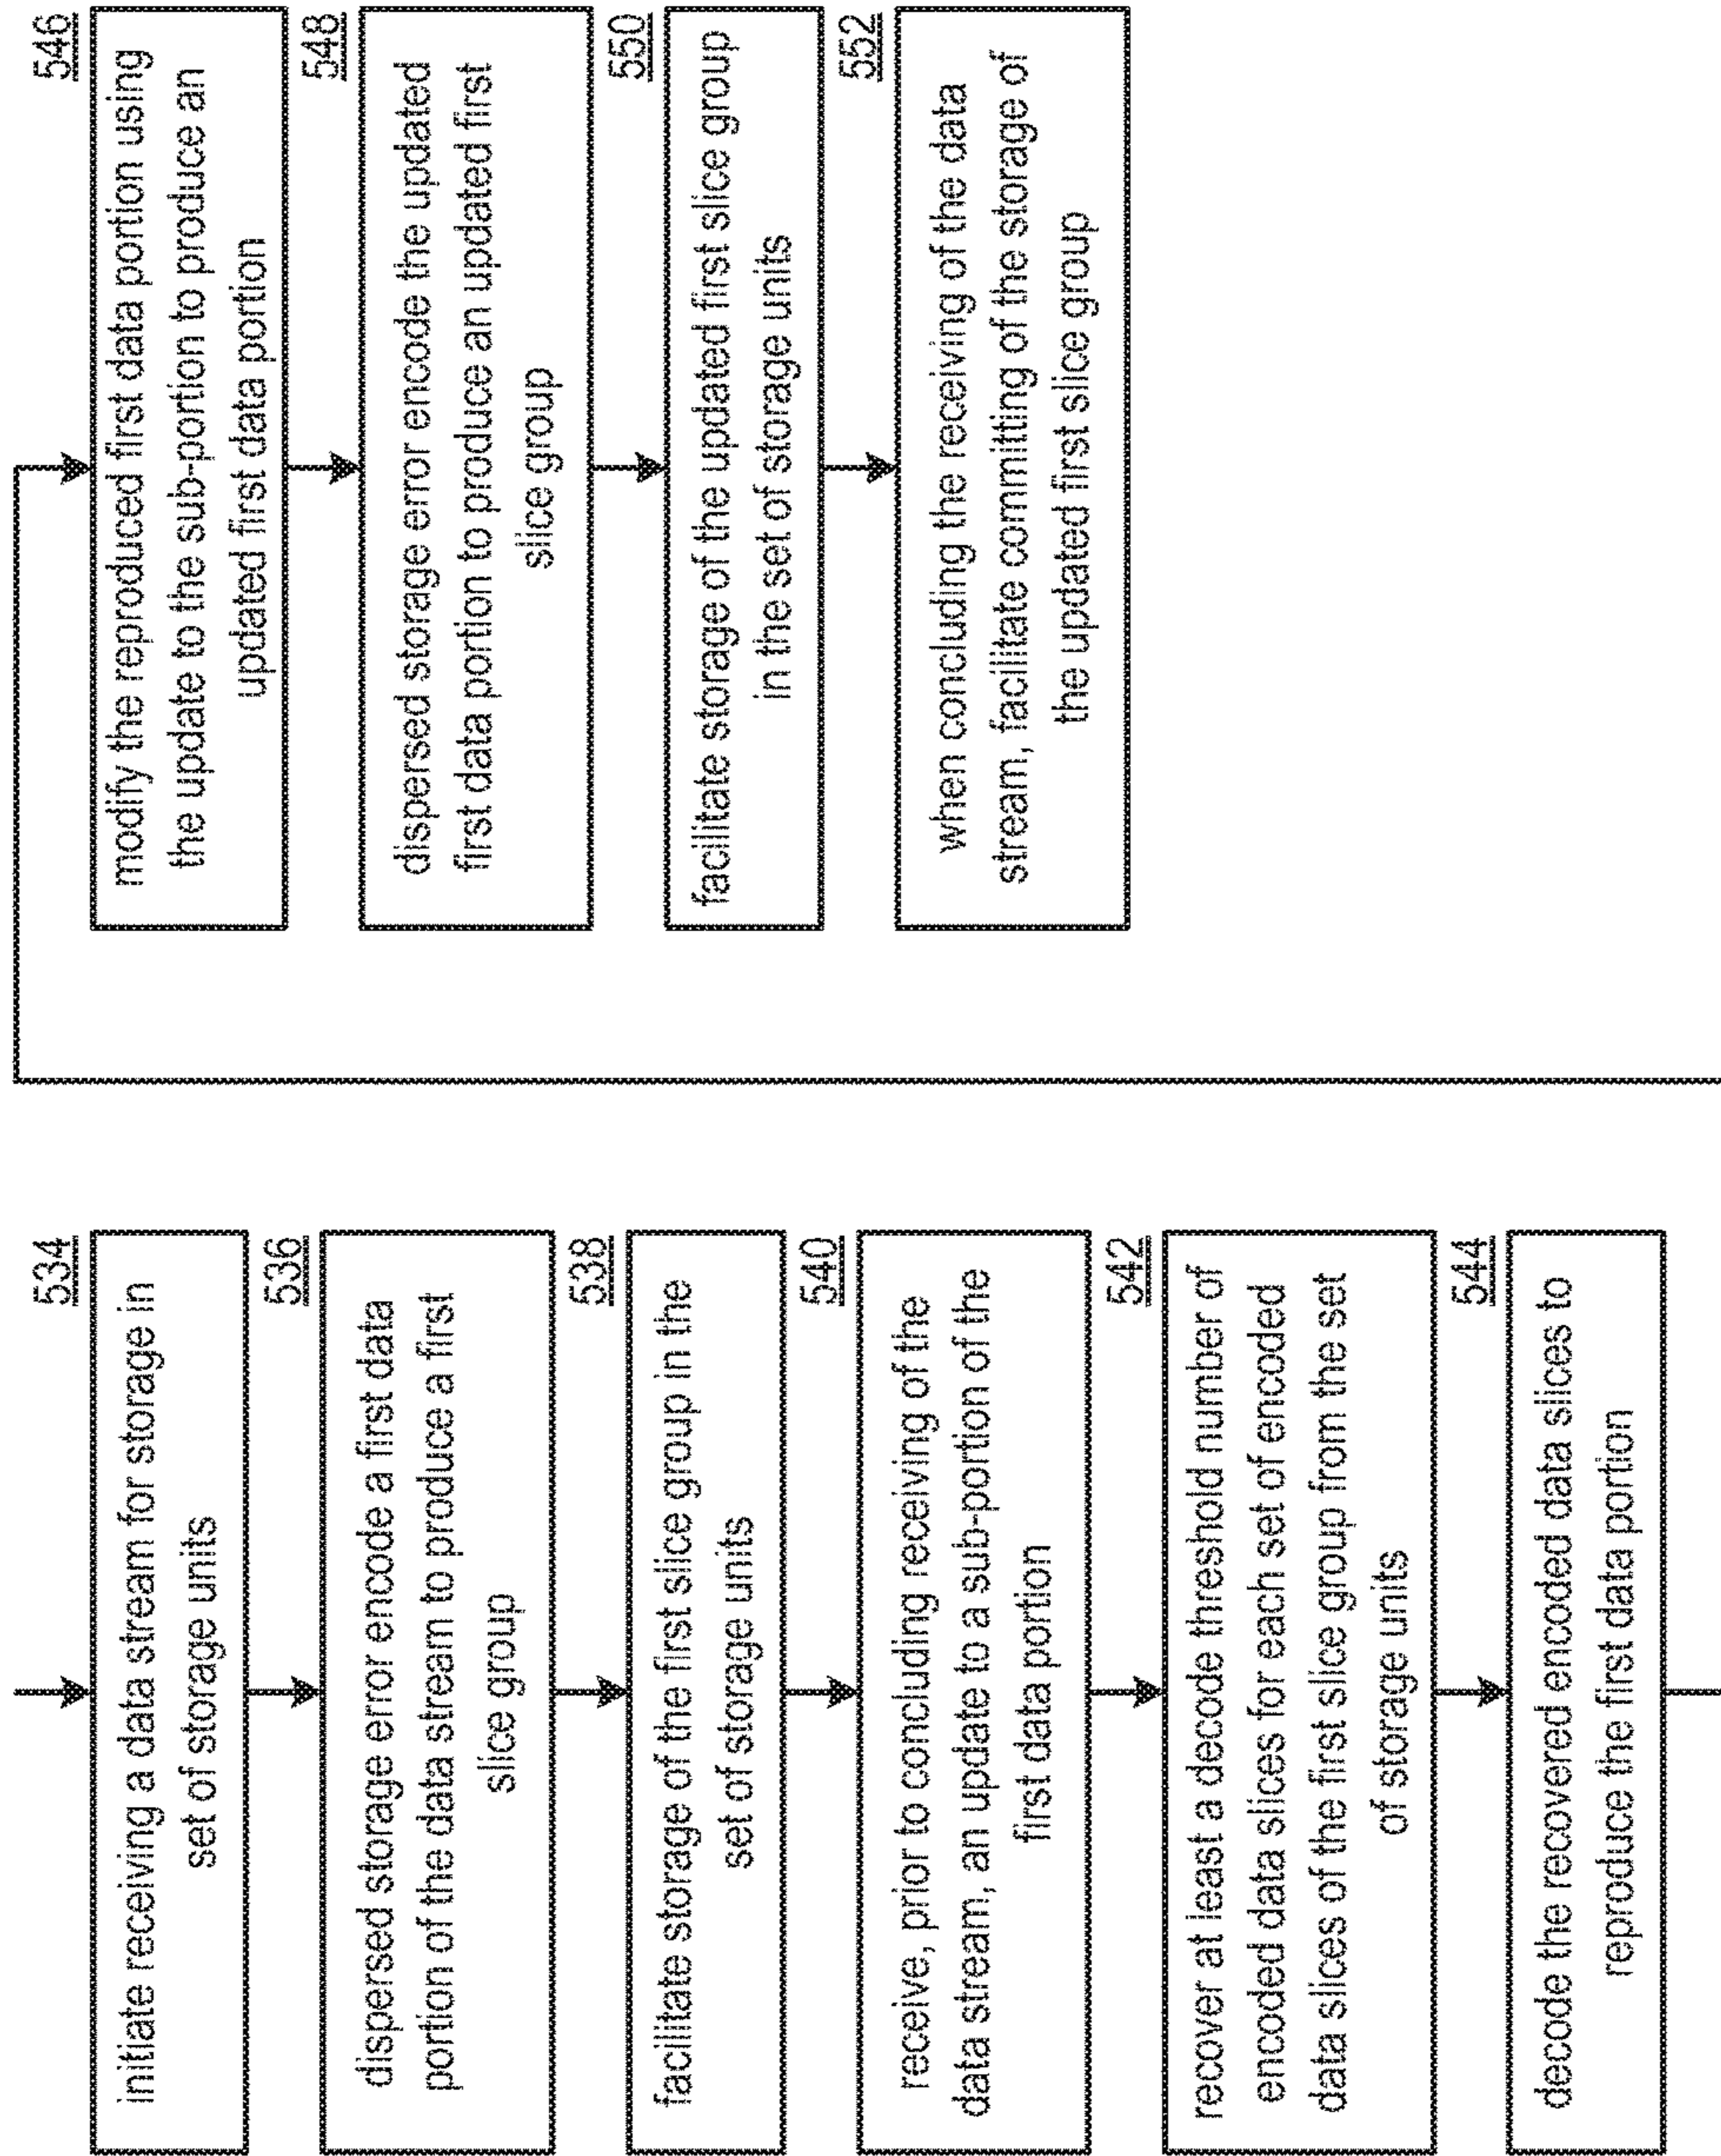 534
initiate receiving a data stream for storage in
set of storage units
536
dispersed storage error encode a first data
portion of the data stream to produce a first
slice group
538
facilitate storage of the first slice group in the
set of storage units
540
receive, prior to concluding receiving of the
data stream, an update to a sub-portion of the
first data portion
542
recover at least a decode threshold number of
encoded data slices for each set of encoded
data slices of the first slice group from the set
of storage units
544
decode the recovered encoded data slices to
reproduce the first data portion
546
modify the reproduced first data portion using
the update to the sub-portion to produce an
updated first data portion
548
dispersed storage error encode the updated
first data portion to produce an updated first
slice group
550
facilitate storage of the updated first slice group
in the set of storage units
552
when concluding the receiving of the data
stream, facilitate committing of the storage of
the updated first slice group